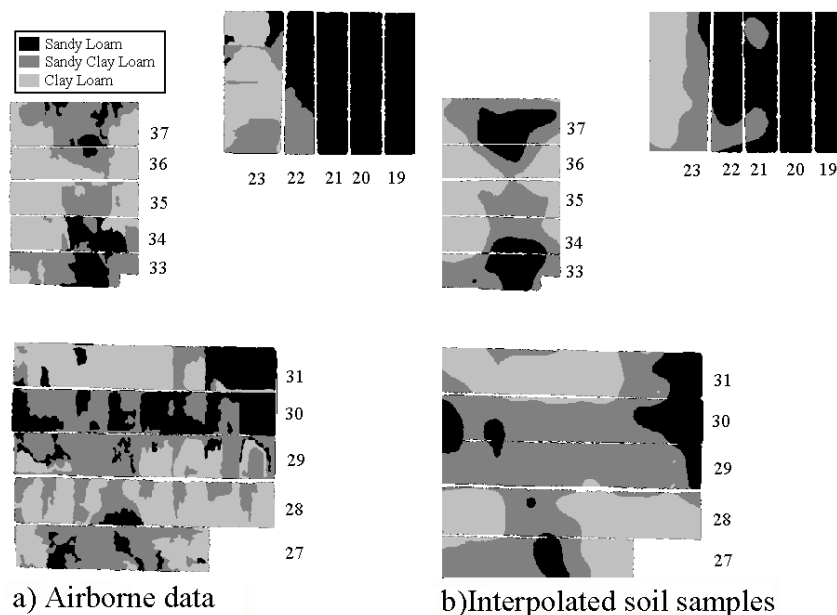 Sandy Loam
Sandy Clay Loam
Clay Loam
37
36
35
34
33
23 22 21 20 19
37
36
35
34
33
23 22 21 20 19
31
30
29
28
27
31
30
29
28
27
a) Airborne data
b)Interpolated soil samples